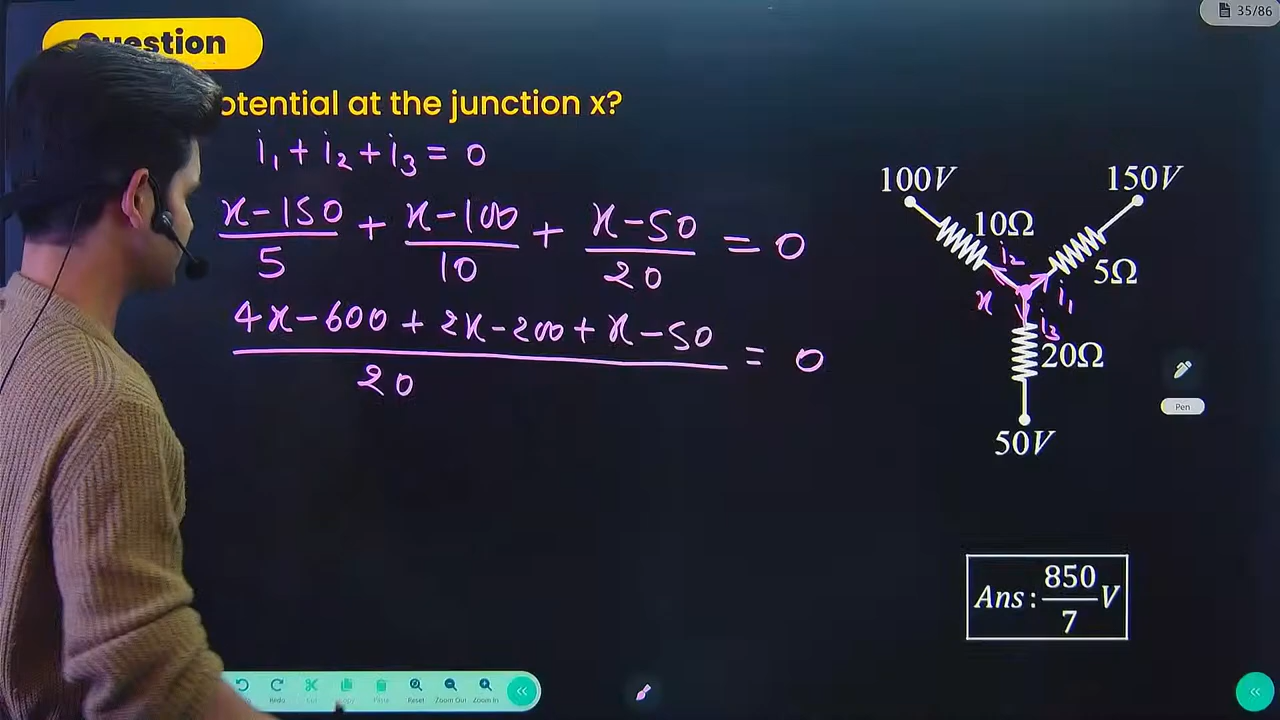 35/86
Question
otential at the junction x?
i₁ + i₂ + i₃ = 0
x-150/5 + x-100/10 + x-50/20 = 0
4x-600 + 2x-200 + x-50/20 = 0
100V
150V
10Ω
i₂
5Ω
x
i₁
i₃
20Ω
50V
Pen
Ans: 850/7 V
Redo
Reset
Zoom Out
Zoom In